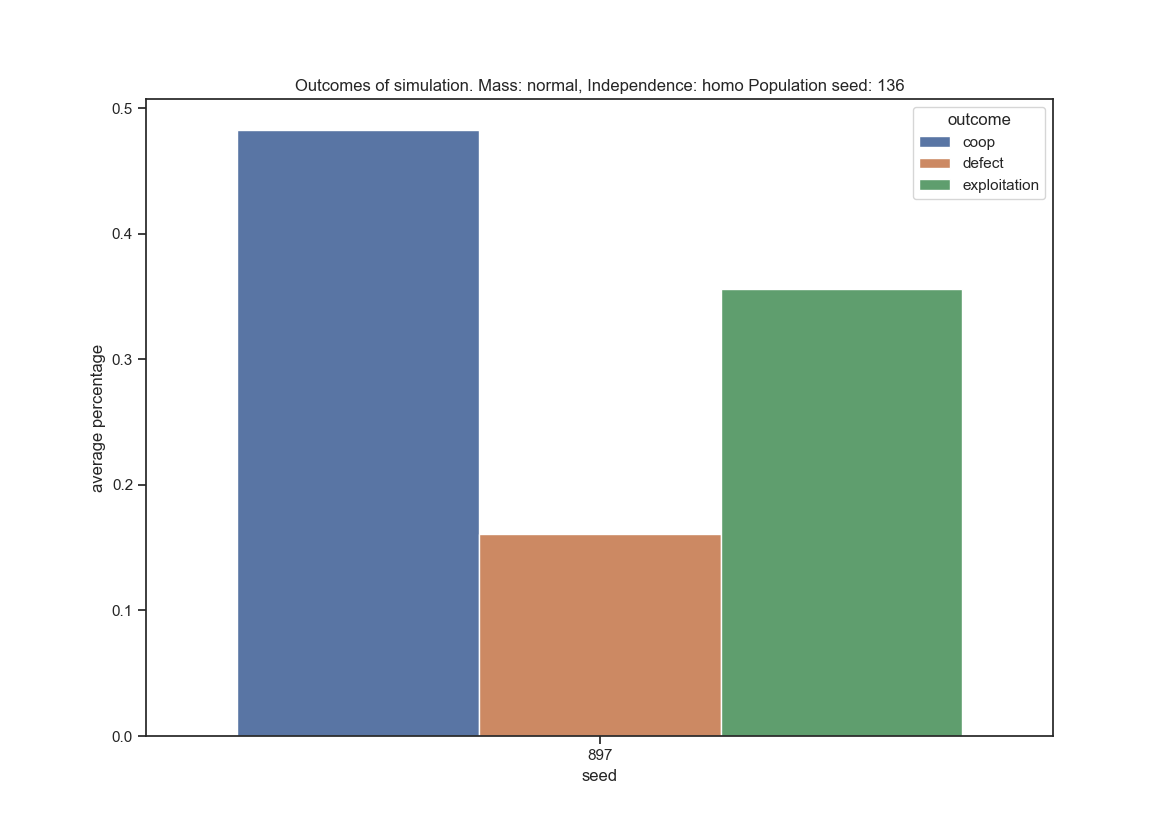 Outcomes of simulation. Mass: normal, Independence: homo Population seed: 136
0.5
0.4
0.3
0.2
0.1
0.0
average percentage
outcome
coop
defect
exploitation
897
seed